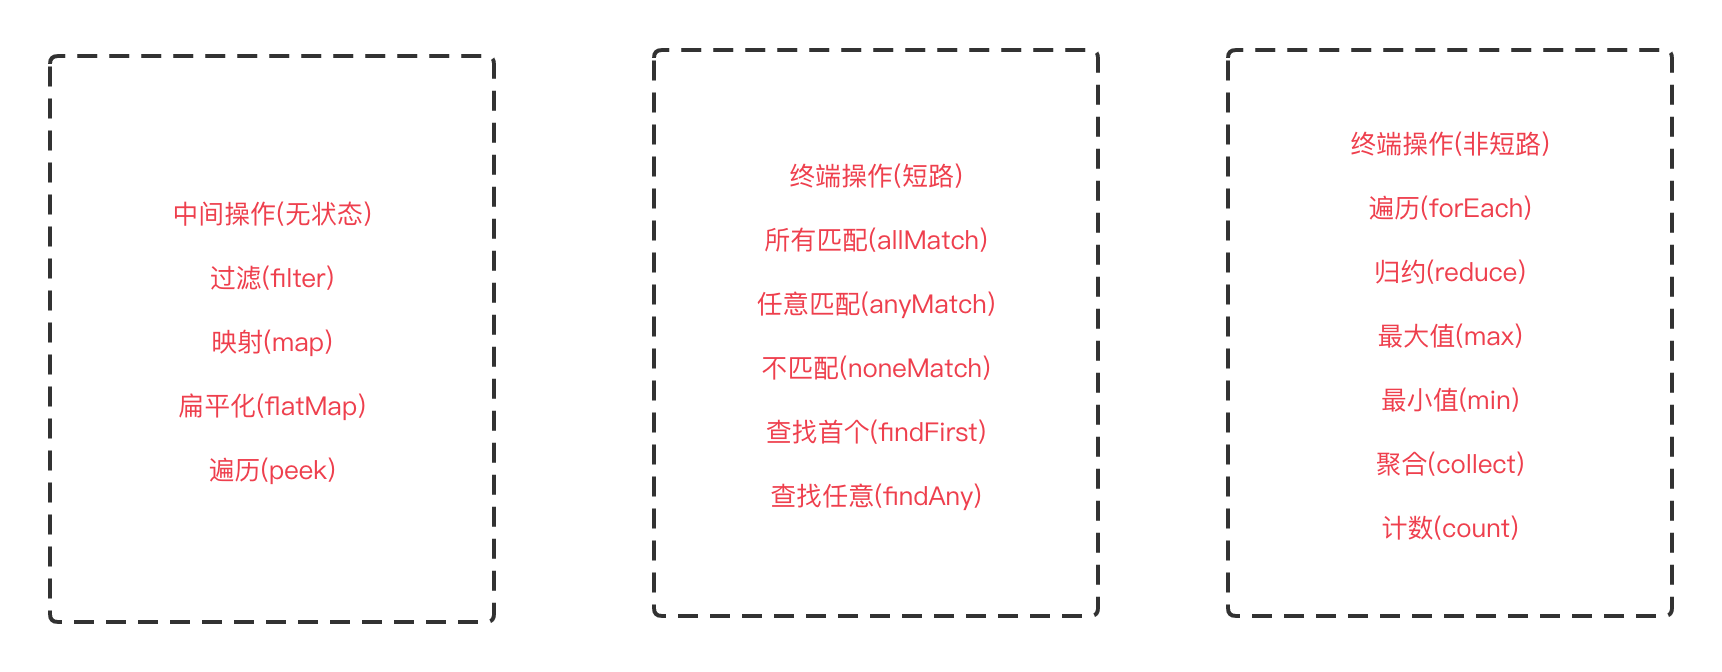 中间操作(无状态)
过滤(filter)
映射(map)
扁平化(flatMap)
遍历(peek)
终端操作(短路)
所有匹配(allMatch)
任意匹配(anyMatch)
不匹配(noneMatch)
查找首个(findFirst)
查找任意(findAny)
终端操作(非短路)
遍历(forEach)
归约(reduce)
最大值(max)
最小值(min)
聚合(collect)
计数(count)